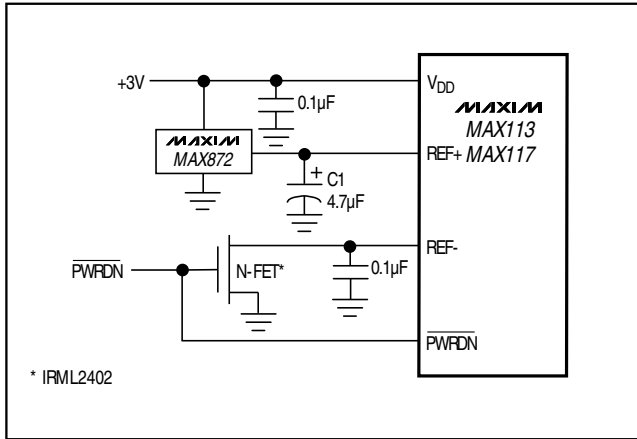 +3V
0.1µF
VDD
MAXIM
MAX113
MAX117
MAXIM
MAX872
REF+
+
C1
4.7µF
REF-
PWRDN
N-FET*
0.1µF
PWRDN
* IRML2402